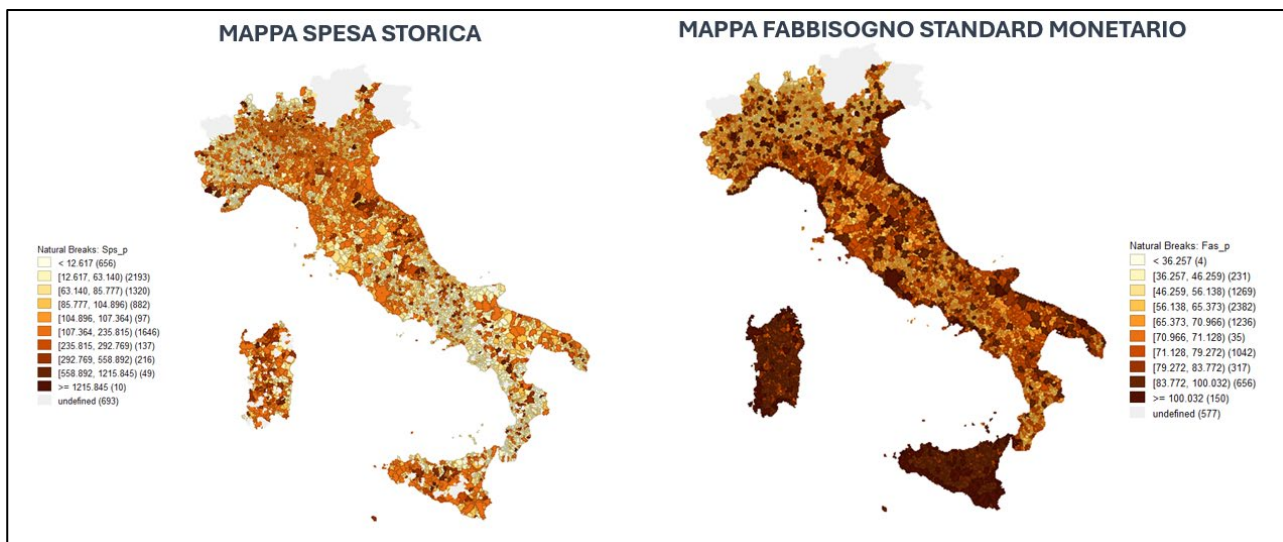 MAPPA SPESA STORICA
MAPPA FABBISOGNO STANDARD MONETARIO
Natural Breaks: Sps_p
< 12.617 (656)
[12.617, 63.140) (2193)
[63.140, 85.777) (1320)
[85.777, 104.896) (882)
[104.896, 107.364) (97)
[107.364, 235.815) (1646)
[235.815, 292.769) (137)
[292.769, 558.892) (216)
[558.892, 1215.845) (49)
>= 1215.845 (10)
undefined (693)
Natural Breaks: Fas_p
< 36.257 (4)
[36.257, 46.259) (231)
[46.259, 56.138) (1269)
[56.138, 65.373) (2382)
[65.373, 70.966) (1236)
[70.966, 71.128) (35)
[71.128, 79.272) (1042)
[79.272, 83.772) (317)
[83.772, 100.032) (656)
>= 100.032 (150)
undefined (577)